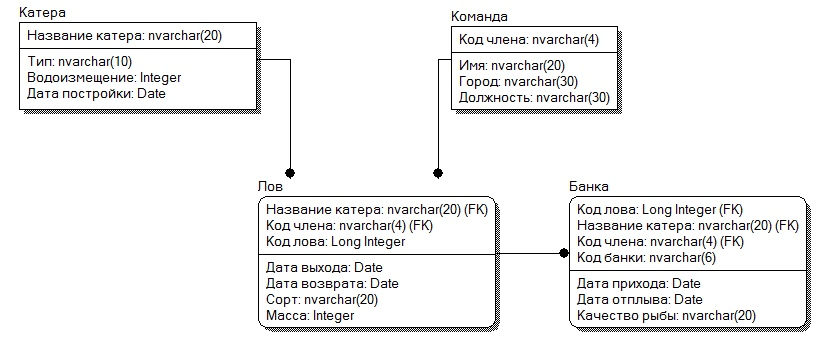 Катера
Название катера: nvarchar(20)
Тип: nvarchar(10)
Водоизмещение: Integer
Дата постройки: Date
Команда
Код члена: nvarchar(4)
Имя: nvarchar(20)
Город: nvarchar(30)
Должность: nvarchar(30)
Лов
Название катера: nvarchar(20) (FK)
Код члена: nvarchar(4) (FK)
Код лова: Long Integer
Дата выхода: Date
Дата возврата: Date
Сорт: nvarchar(20)
Масса: Integer
Банка
Код лова: Long Integer (FK)
Название катера: nvarchar(20) (FK)
Код члена: nvarchar(4) (FK)
Код банки: nvarchar(6)
Дата прихода: Date
Дата отплыва: Date
Качество рыбы: nvarchar(20)